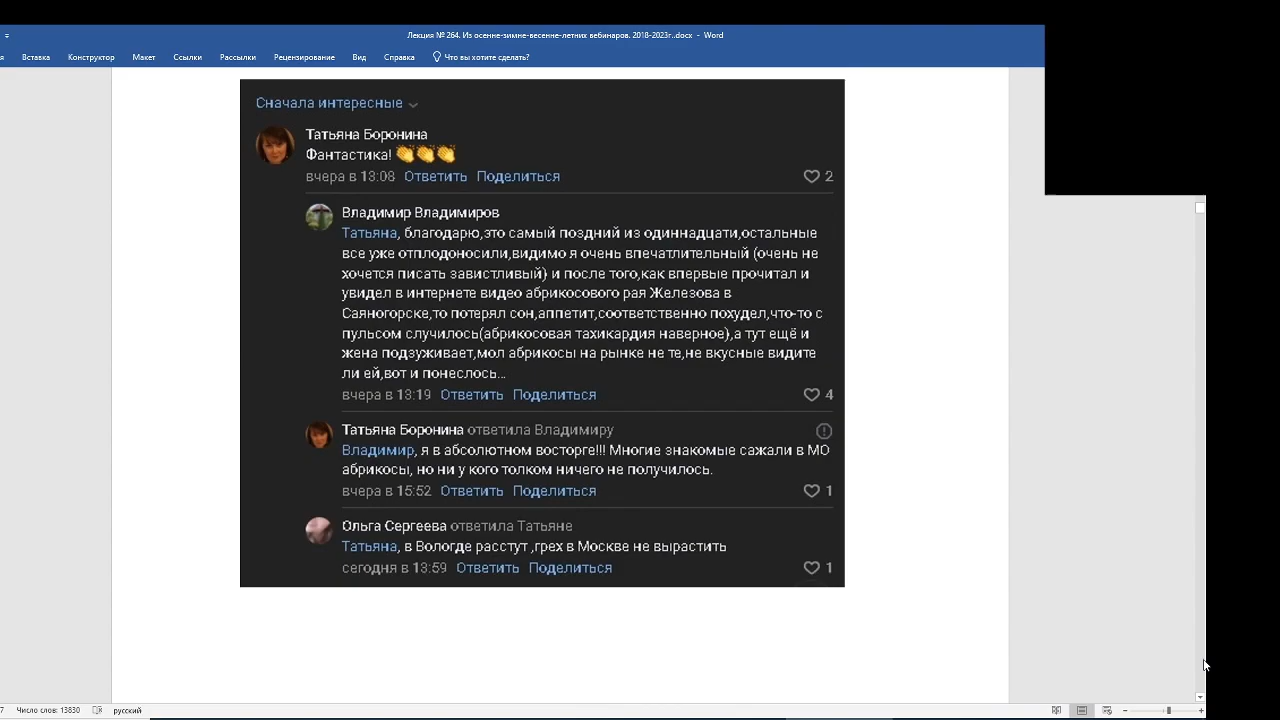 Лекция № 264. Из осенне-зимне-весенне-летних вебинаров. 2018-2023г..docx - Word
Вставка Конструктор Макет Ссылки Рассылки Рецензирование Вид Справка Что вы хотите сделать?
Сначала интересные
Татьяна Боронина
Фантастика! 👏👏👏
вчера в 13:08 Ответить Поделиться 2
Владимир Владимиров
Татьяна, благодарю,это самый поздний из одиннадцати,остальные
все уже отплодоносили,видимо я очень впечатлительный (очень не
хочется писать завистливый) и после того,как впервые прочитал и
увидел в интернете видео абрикосового рая Железова в
Саяногорске,то потерял сон,аппетит,соответственно похудел,что-то с
пульсом случилось(абрикосовая тахикардия наверное),а тут ещё и
жена подзуживает,мол абрикосы на рынке не те,не вкусные видите
ли ей,вот и понеслось...
вчера в 13:19 Ответить Поделиться 4
Татьяна Боронина ответила Владимиру
Владимир, я в абсолютном восторге!!! Многие знакомые сажали в МО
абрикосы, но ни у кого толком ничего не получилось.
вчера в 15:52 Ответить Поделиться 1
Ольга Сергеева ответила Татьяне
Татьяна, в Вологде расстут ,грех в Москве не вырастить
сегодня в 13:59 Ответить Поделиться 1
7 Число слов: 13830 русский